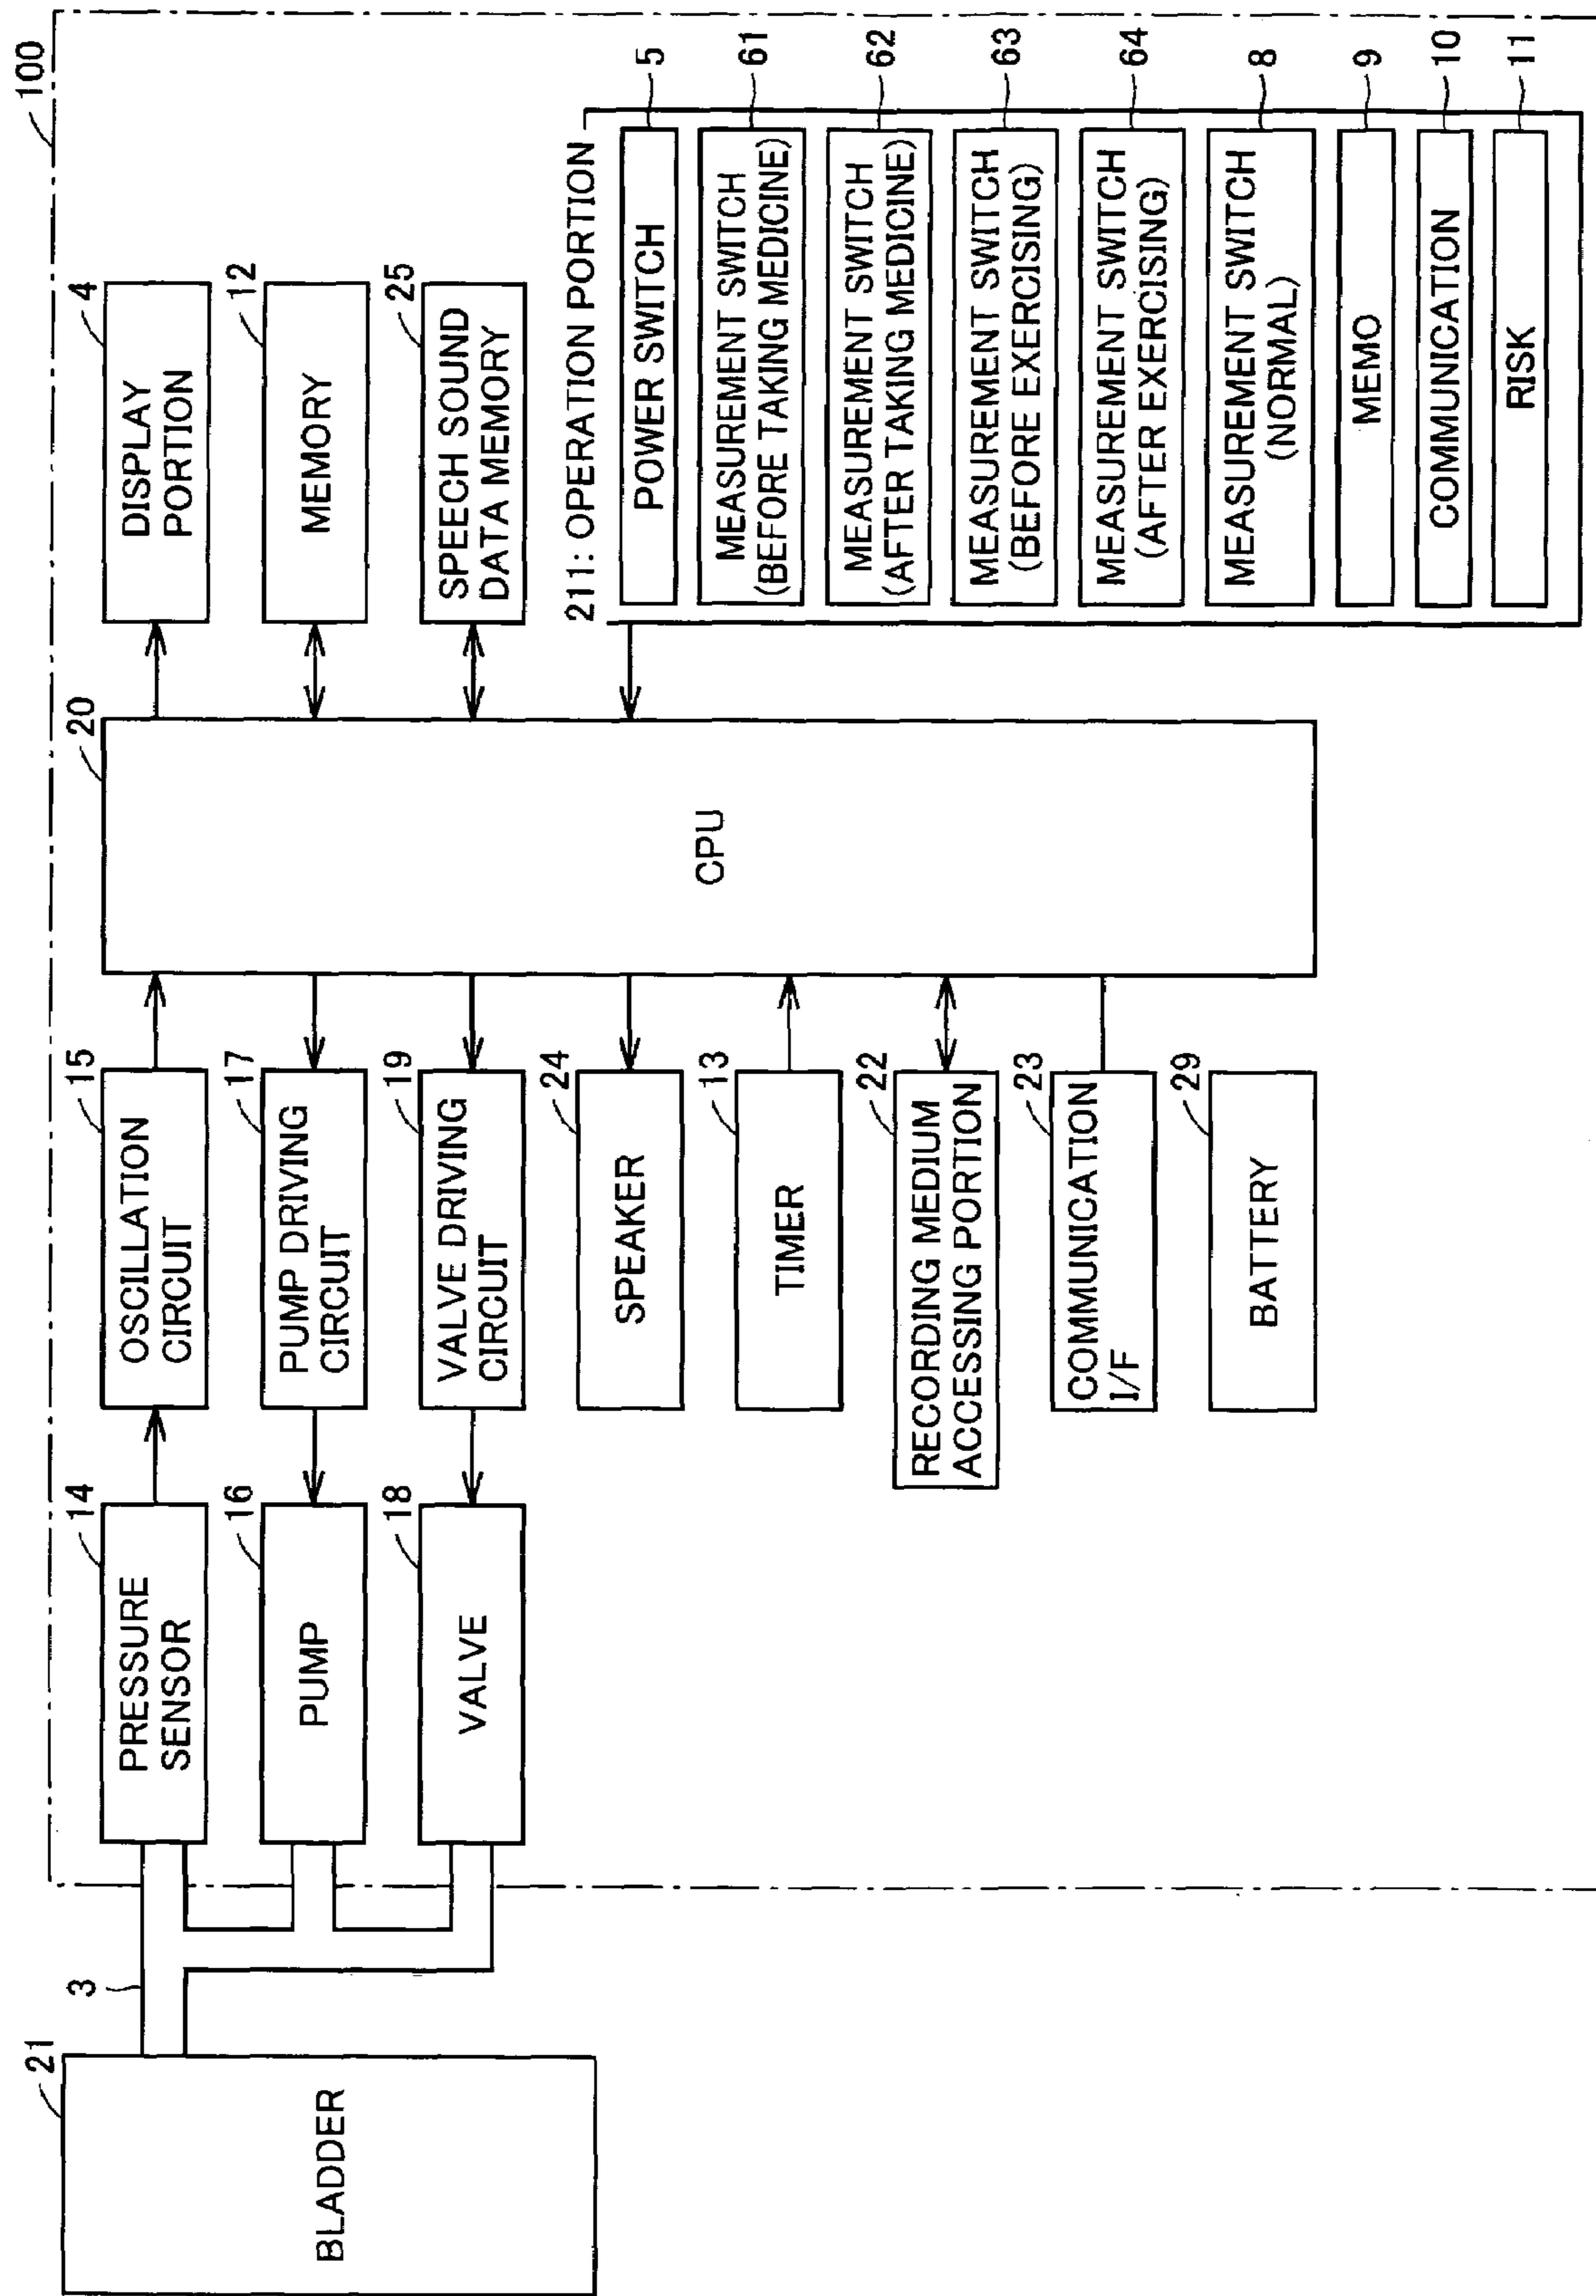 100
21
BLADDER
3
14
PRESSURE
SENSOR
16
PUMP
18
VALVE
15
OSCILLATION
CIRCUIT
17
PUMP DRIVING
CIRCUIT
19
VALVE DRIVING
CIRCUIT
24
SPEAKER
13
TIMER
22
RECORDING MEDIUM
ACCESSING PORTION
23
COMMUNICATION
I/F
29
BATTERY
20
CPU
4
DISPLAY
PORTION
12
MEMORY
25
SPEECH SOUND
DATA MEMORY
211: OPERATION PORTION
POWER SWITCH
5
MEASUREMENT SWITCH
(BEFORE TAKING MEDICINE)
61
MEASUREMENT SWITCH
(AFTER TAKING MEDICINE)
62
MEASUREMENT SWITCH
(BEFORE EXERCISING)
63
MEASUREMENT SWITCH
(AFTER EXERCISING)
64
MEASUREMENT SWITCH
(NORMAL)
8
MEMO
9
COMMUNICATION
10
RISK
11